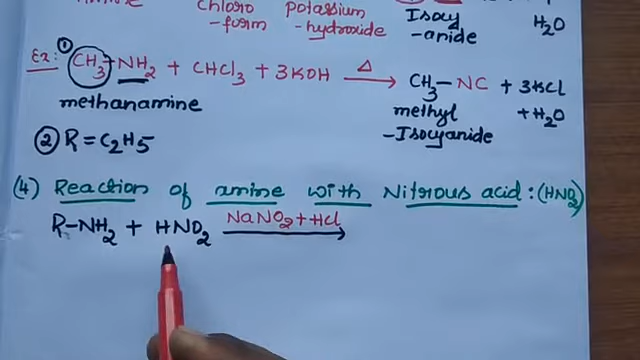 chloro potassium Isocy H₂O
-form -hydroxide -anide
Ex: ① CH₃-NH₂ + CHCl₃ + 3KOH →Δ CH₃-NC + 3KCl
methanamine methyl + H₂O
-Isocyanide
② R = C₂H₅
(4) Reaction of amine with Nitrous acid: (HNO₂)
R-NH₂ + HNO₂ NaNO₂+HCl →